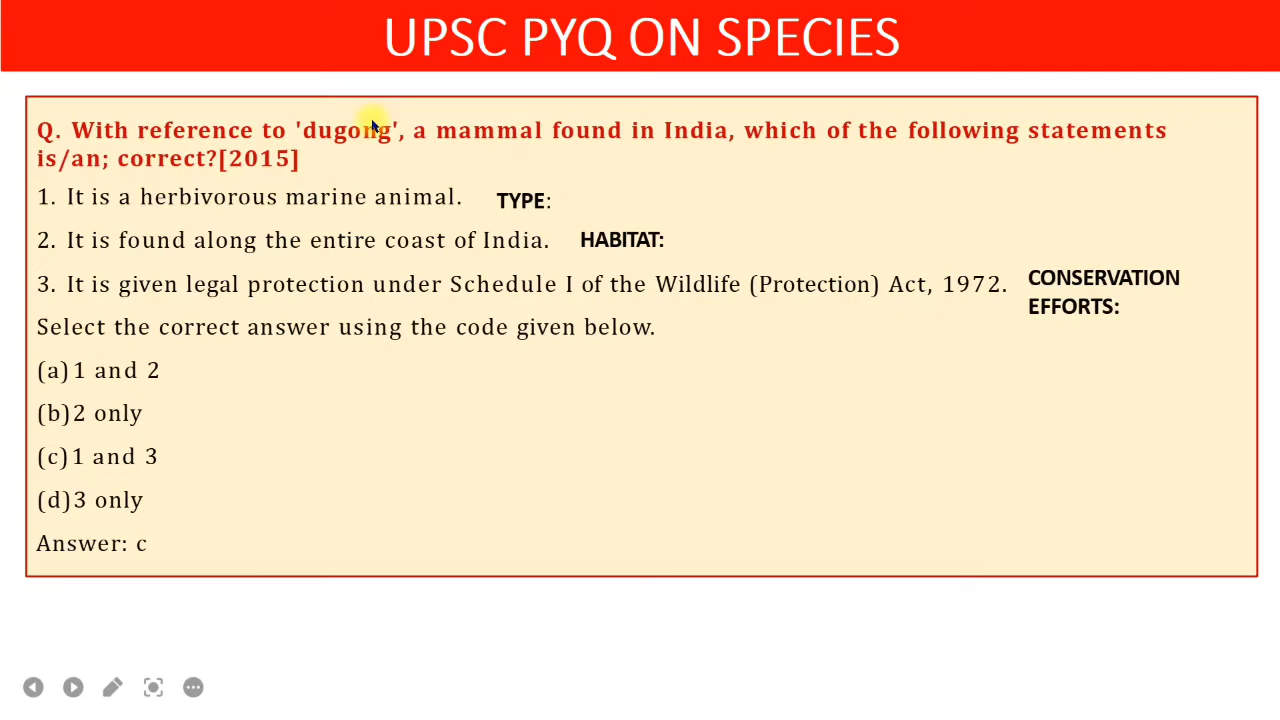 UPSC PYQ ON SPECIES
Q. With reference to 'dugong', a mammal found in India, which of the following statements
is/an; correct?[2015]
1. It is a herbivorous marine animal. TYPE:
2. It is found along the entire coast of India. HABITAT:
3. It is given legal protection under Schedule I of the Wildlife (Protection) Act, 1972. CONSERVATION
EFFORTS:
Select the correct answer using the code given below.
(a)1 and 2
(b)2 only
(c)1 and 3
(d)3 only
Answer: c